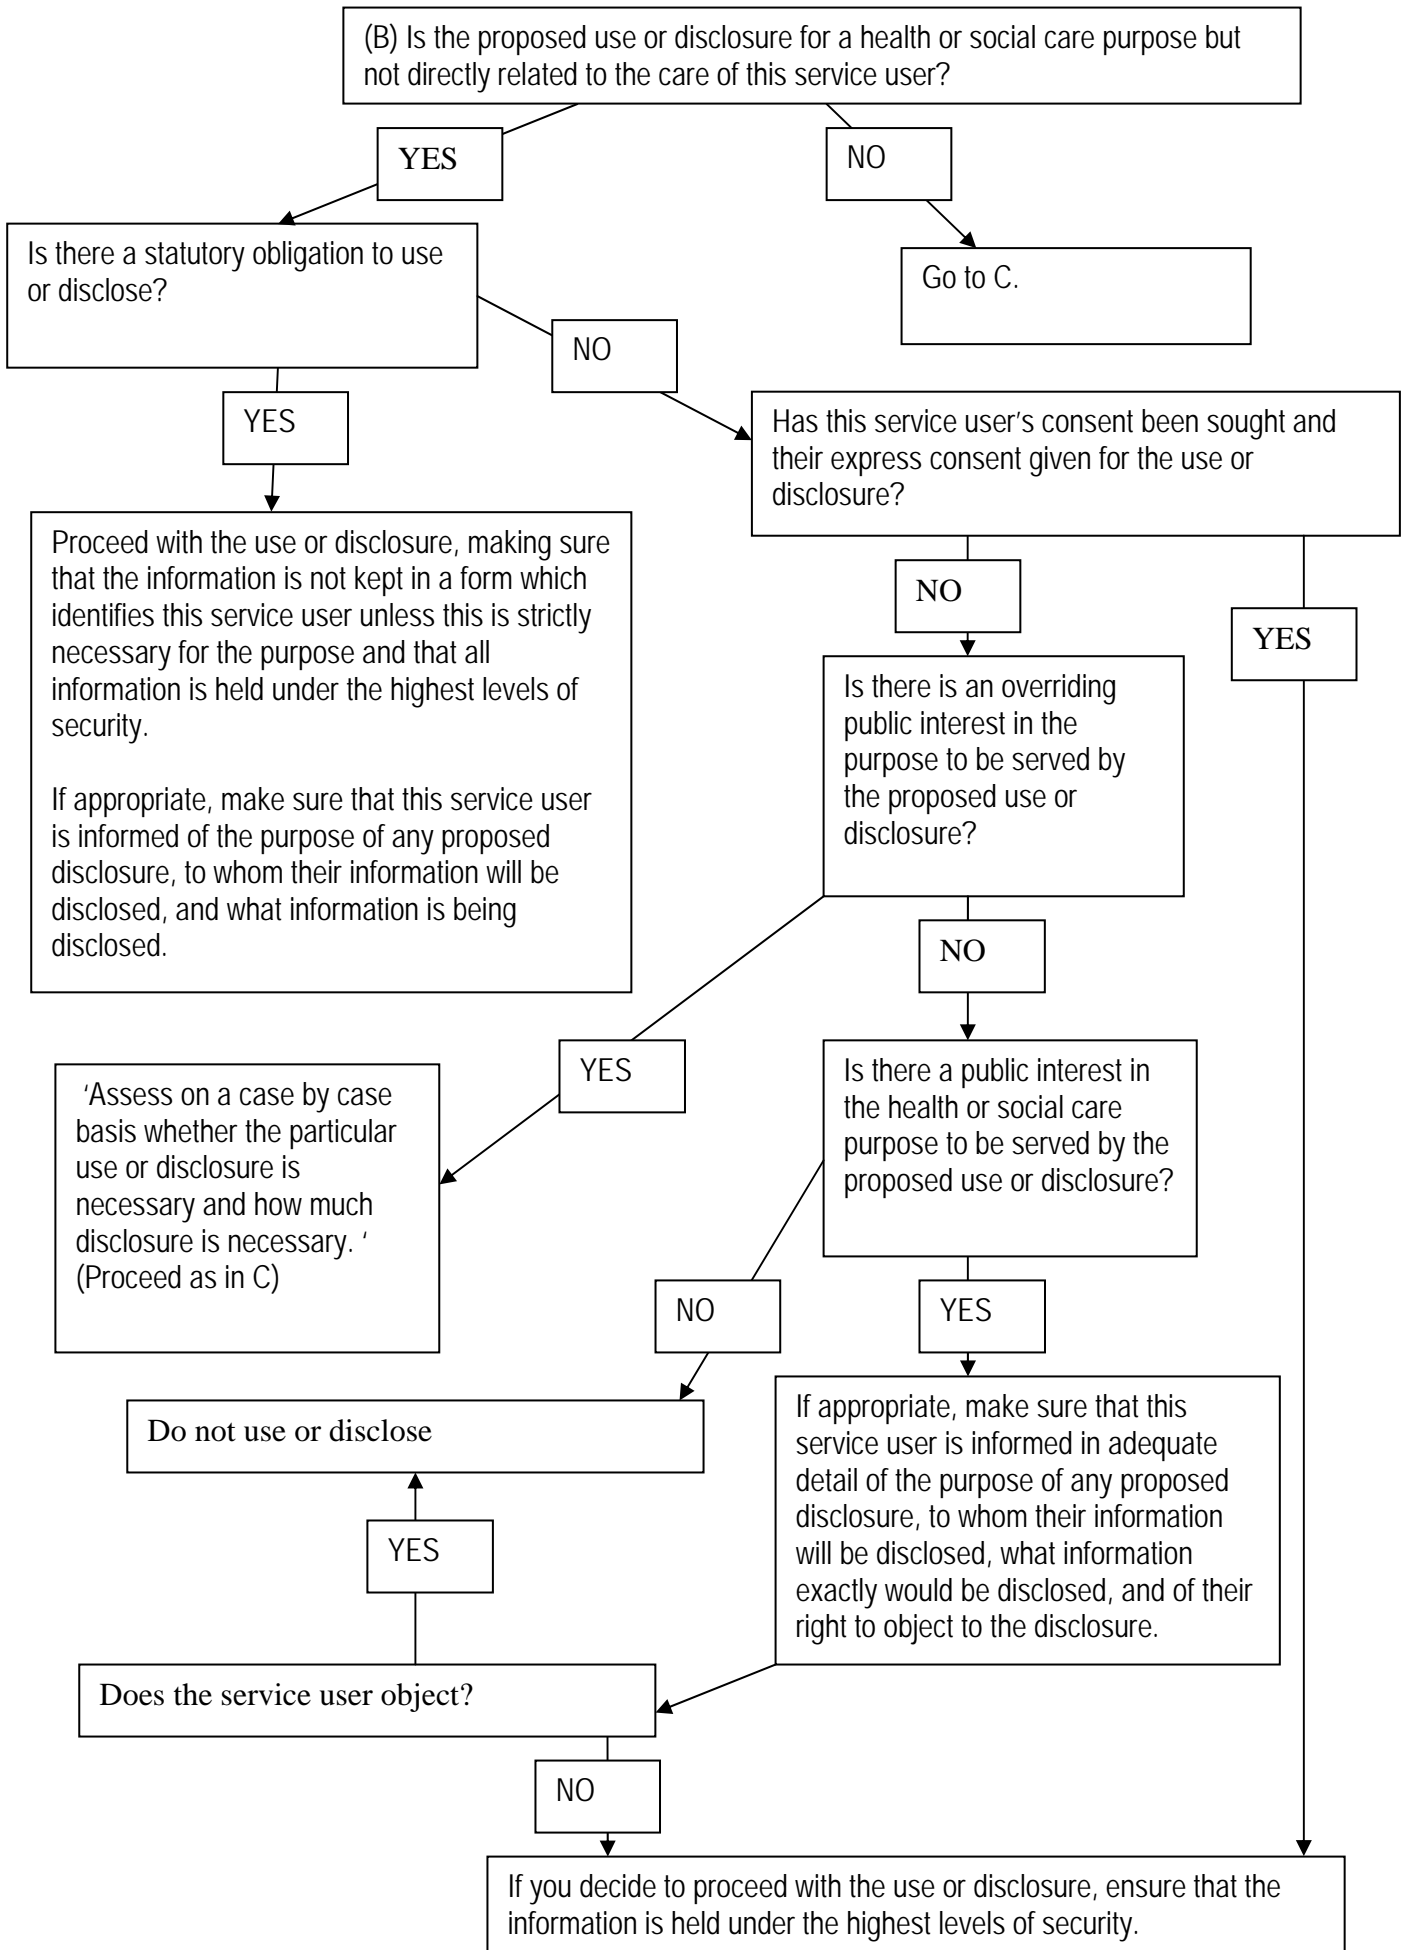 (B) Is the proposed use or disclosure for a health or social care purpose but
not directly related to the care of this service user?
YES
NO
Is there a statutory obligation to use
or disclose?
Go to C.
NO
YES
Has this service user’s consent been sought and
their express consent given for the use or
disclosure?
Proceed with the use or disclosure, making sure
that the information is not kept in a form which
identifies this service user unless this is strictly
necessary for the purpose and that all
information is held under the highest levels of
security.
If appropriate, make sure that this service user
is informed of the purpose of any proposed
disclosure, to whom their information will be
disclosed, and what information is being
disclosed.
NO
YES
Is there is an overriding
public interest in the
purpose to be served by
the proposed use or
disclosure?
NO
YES
‘Assess on a case by case
basis whether the particular
use or disclosure is
necessary and how much
disclosure is necessary. ‘
(Proceed as in C)
Is there a public interest in
the health or social care
purpose to be served by the
proposed use or disclosure?
NO
YES
Do not use or disclose
If appropriate, make sure that this
service user is informed in adequate
detail of the purpose of any proposed
disclosure, to whom their information
will be disclosed, what information
exactly would be disclosed, and of their
right to object to the disclosure.
YES
Does the service user object?
NO
If you decide to proceed with the use or disclosure, ensure that the
information is held under the highest levels of security.